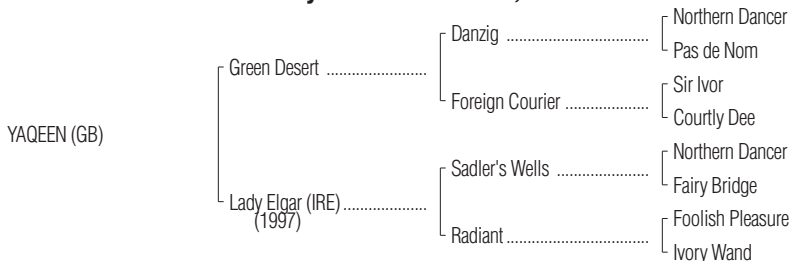 Northern Dancer
Danzig ..................................
Pas de Nom
Green Desert ........................
Sir Ivor
Foreign Courier ....................
Courtly Dee
YAQEEN (GB)
Northern Dancer
Sadler's Wells ......................
Fairy Bridge
Lady Elgar (IRE) ....................
(1997)
Foolish Pleasure
Radiant ..................................
Ivory Wand